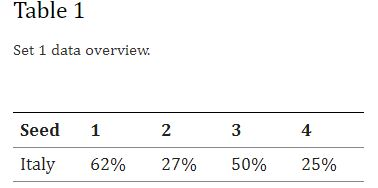 Table 1
Set 1 data overview.
Seed 1 2 3 4
Italy 62% 27% 50% 25%